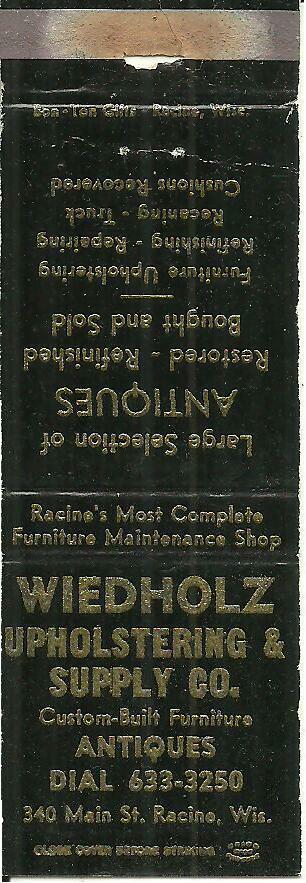 Bon-Ton Gifts - Racine, Wisc.
Large Selection of
ANTIQUES
Restored - Refinished
Bought and Sold
Furniture Upholstering
Refinishing - Repairing
Recaning - Truck
Cushions Recovered
Racine's Most Complete
Furniture Maintenance Shop
WIEDHOLZ
UPHOLSTERING &
SUPPLY CO.
Custom-Built Furniture
ANTIQUES
DIAL 633-3250
340 Main St. Racine, Wis.
CLOSE COVER BEFORE STRIKING